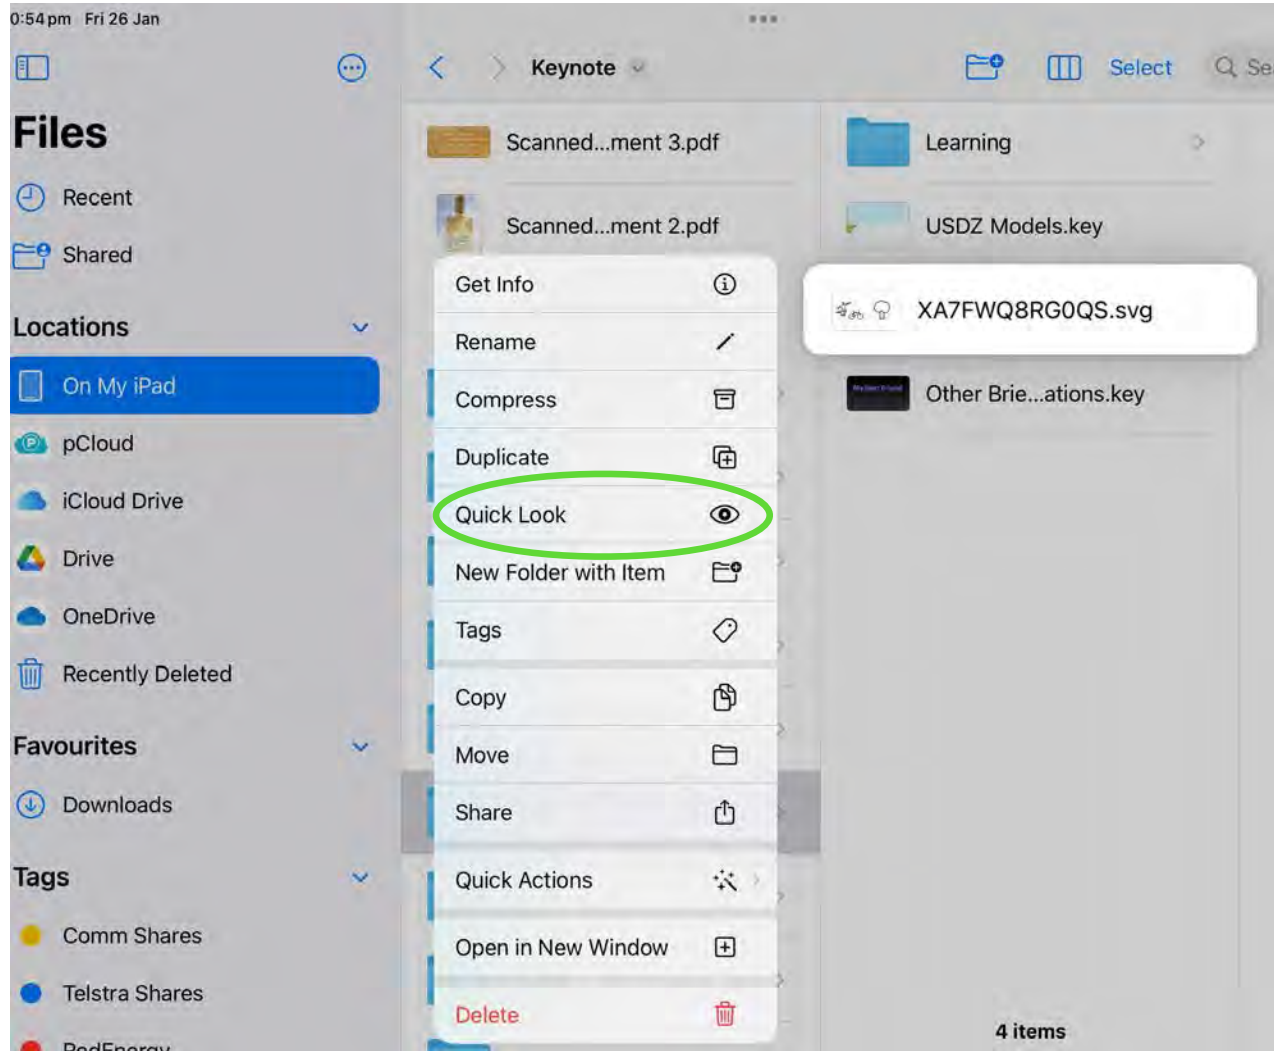 0:54 pm Fri 26 Jan
Files
Recent
Shared
Locations
On My iPad
pCloud
iCloud Drive
Drive
OneDrive
Recently Deleted
Favourites
Downloads
Tags
Comm Shares
Telstra Shares
RedEnergy
Keynote
Select
Sea
Scanned...ment 3.pdf
Scanned...ment 2.pdf
Get Info
Rename
Compress
Duplicate
Quick Look
New Folder with Item
Tags
Copy
Move
Share
Quick Actions
Open in New Window
Delete
Learning
USDZ Models.key
XA7FWQ8RG0QS.svg
Other Brie...ations.key
4 items